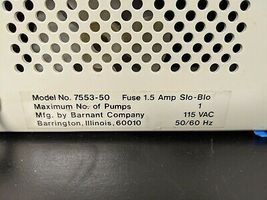 Model No. 7553-50 Fuse 1.5 Amp Slo-Blo
Maximum No. of Pumps 1
Mfg. by Barnant Company 115 VAC
Barrington, Illinois, 60010 50/60 Hz